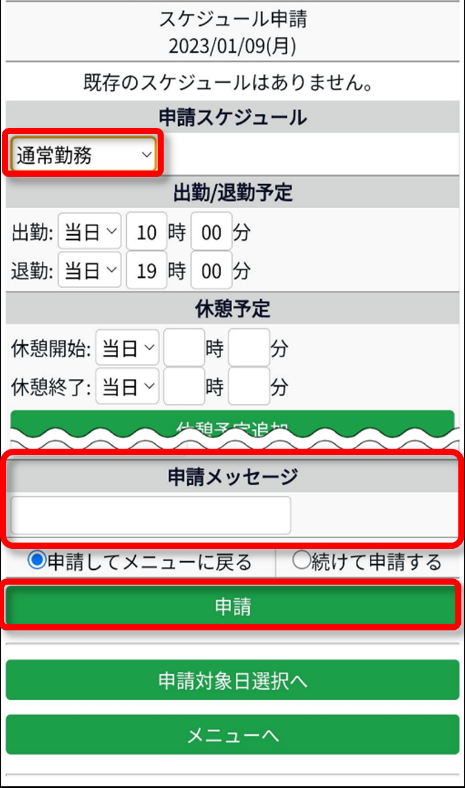 スケジュール申請
2023/01/09(月)
既存のスケジュールはありません。
申請スケジュール
通常勤務
出勤/退勤予定
出勤: 当日 10 時 00 分
退勤: 当日 19 時 00 分
休憩予定
休憩開始: 当日 時 分
休憩終了: 当日 時 分
休憩予定追加
申請メッセージ
申請してメニューに戻る 続けて申請する
申請
申請対象日選択へ
メニューへ